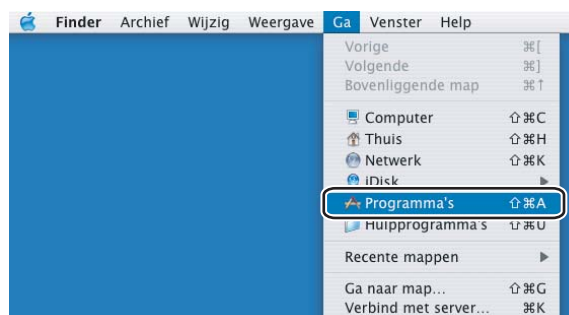 Finder Archief Wijzig Weergave Ga Venster Help
Vorige ⌘[
Volgende ⌘]
Bovenliggende map ⌘↑
Computer ⇧⌘C
Thuis ⇧⌘H
Netwerk ⇧⌘K
iDisk
Programma's ⇧⌘A
Hulpprogramma's ⇧⌘U
Recente mappen
Ga naar map... ⇧⌘G
Verbind met server... ⌘K